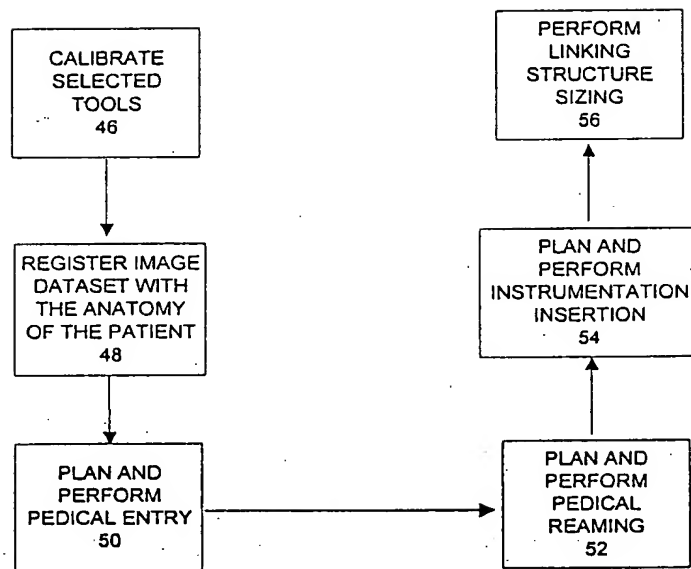 CALIBRATE
SELECTED
TOOLS
46
REGISTER IMAGE
DATASET WITH
THE ANATOMY
OF THE PATIENT
48
PLAN AND
PERFORM
PEDICAL ENTRY
50
PLAN AND
PERFORM
PEDICAL
REAMING
52
PLAN AND
PERFORM
INSTRUMENTATION
INSERTION
54
PERFORM
LINKING
STRUCTURE
SIZING
56